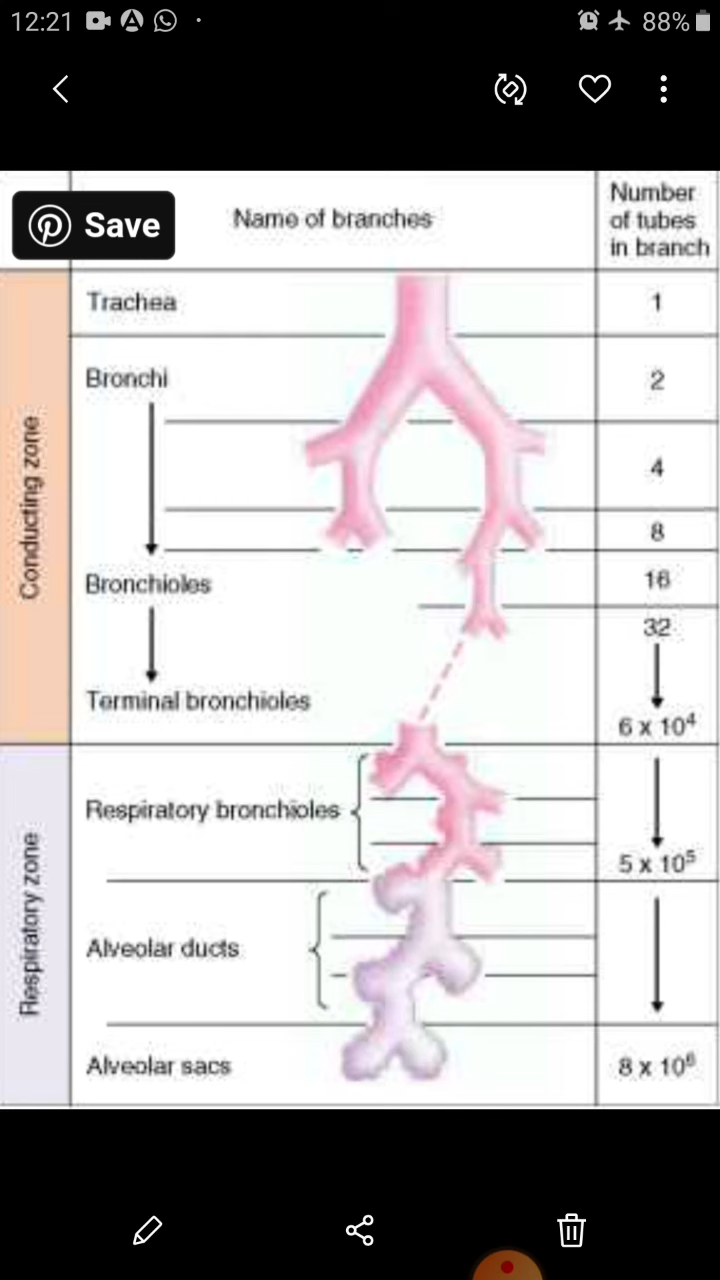 12:21
88%
Save
Name of branches
Number
of tubes
in branch
Conducting zone
Trachea
1
Bronchi
2
4
8
Bronchioles
16
32
Terminal bronchioles
6 x 10⁴
Respiratory zone
Respiratory bronchioles
5 x 10⁵
Alveolar ducts
Alveolar sacs
8 x 10⁶